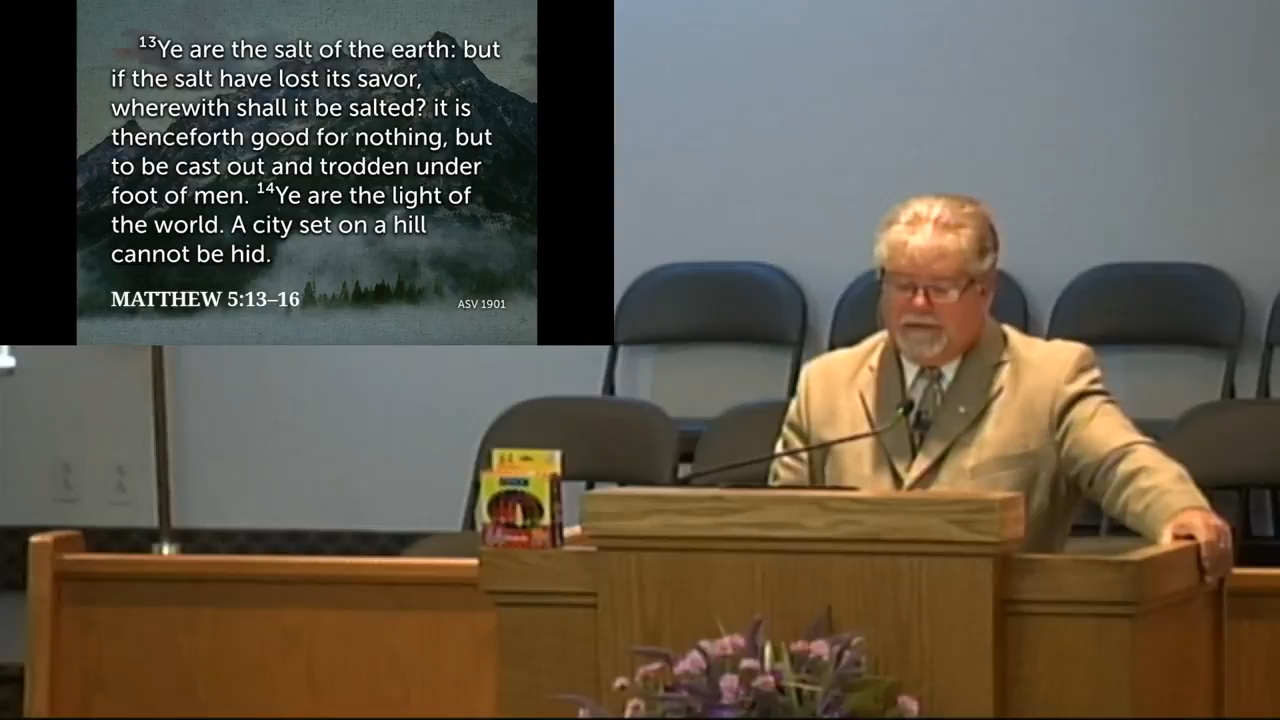 ¹³Ye are the salt of the earth: but
if the salt have lost its savor,
wherewith shall it be salted? it is
thenceforth good for nothing, but
to be cast out and trodden under
foot of men. ¹⁴Ye are the light of
the world. A city set on a hill
cannot be hid.
MATTHEW 5:13–16
ASV 1901